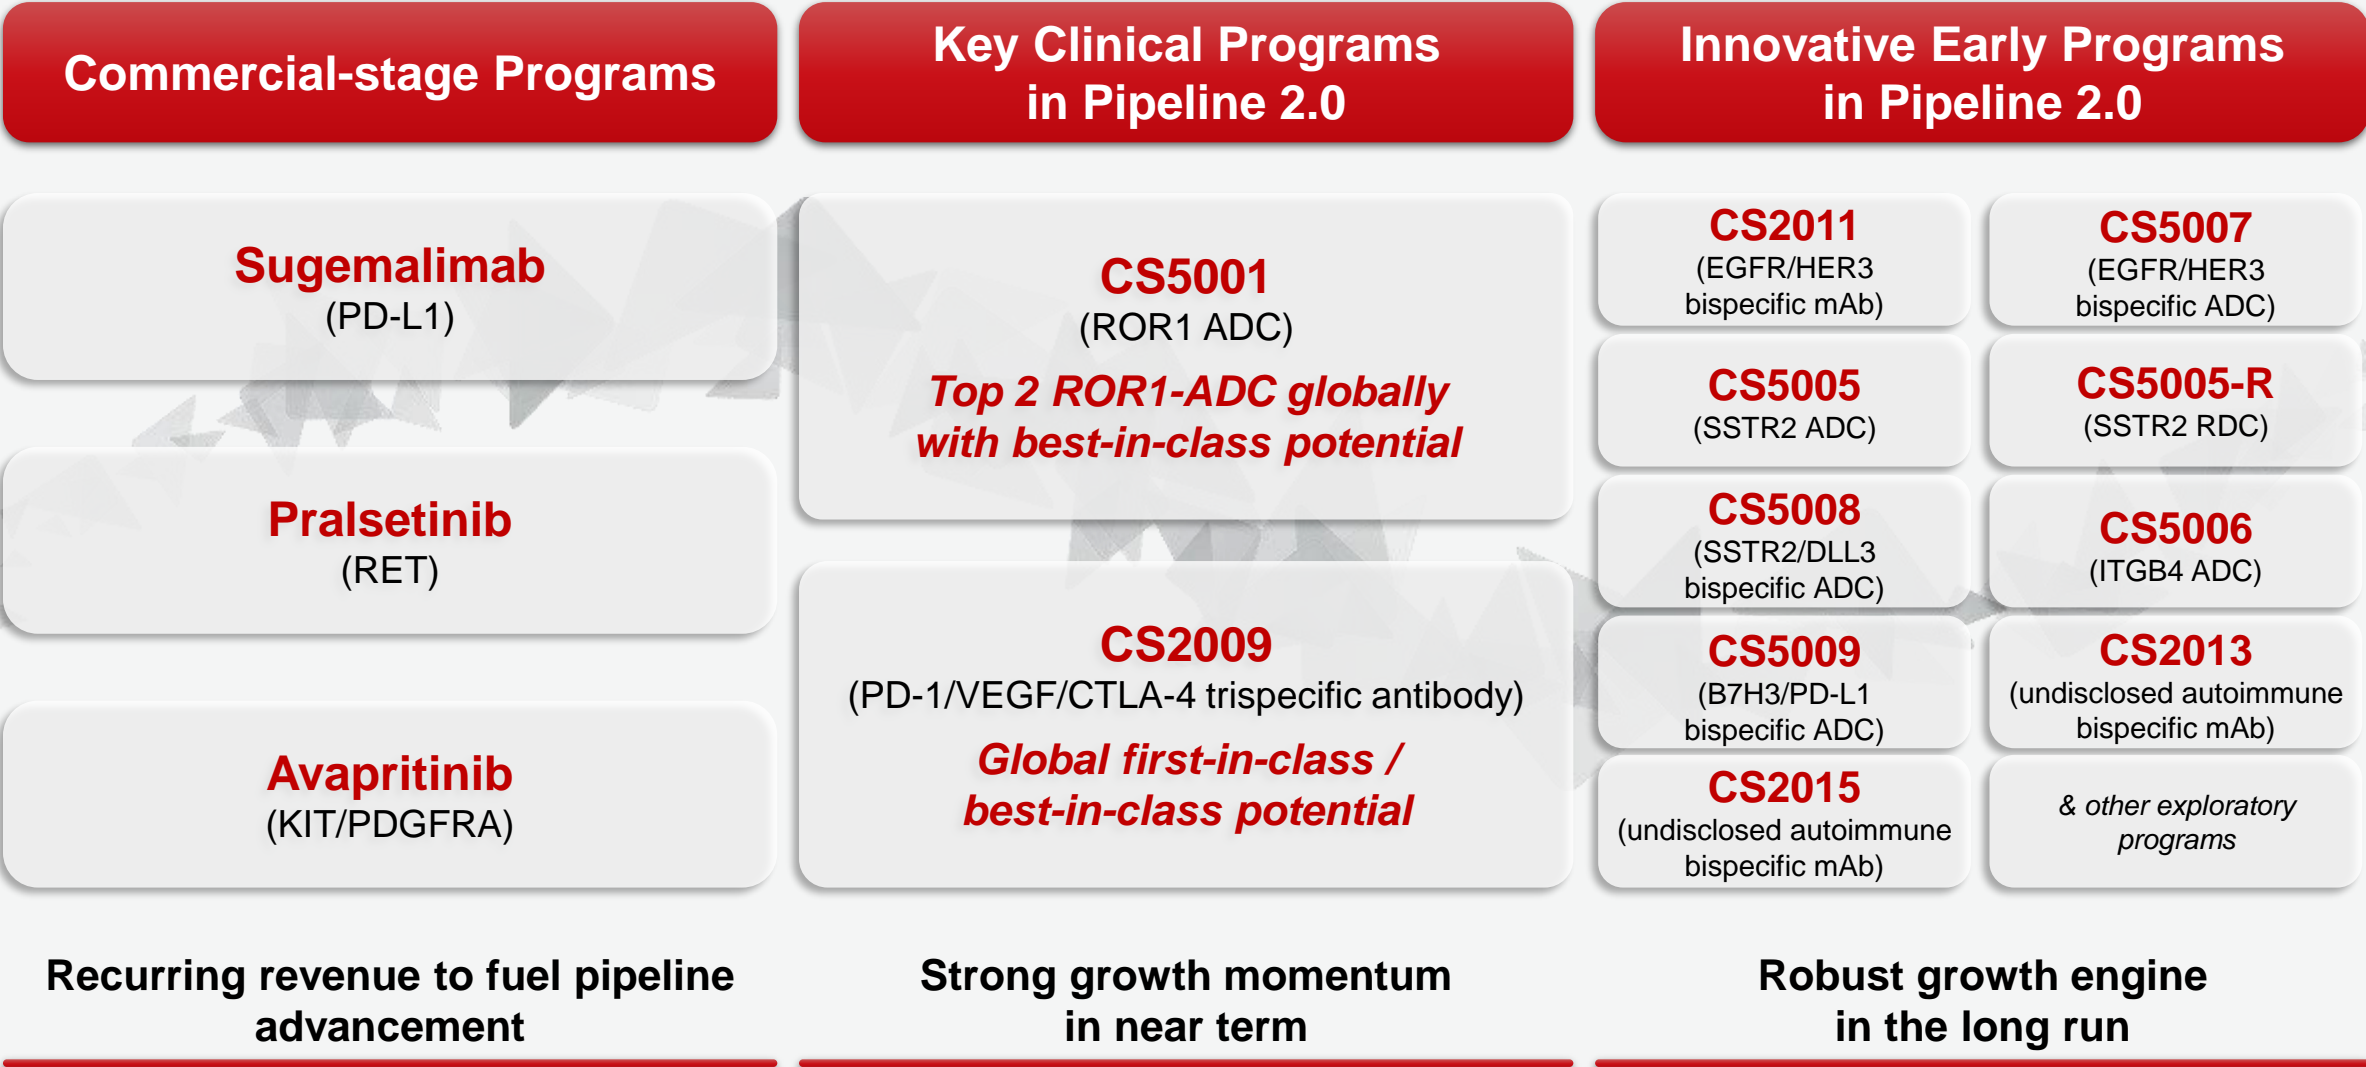 Commercial-stage Programs
Sugemalimab
(PD-L1)
Pralsetinib
(RET)
Avapritinib
(KIT/PDGFRA)
Recurring revenue to fuel pipeline
advancement
Key Clinical Programs
in Pipeline 2.0
CS5001
(ROR1 ADC)
Top 2 ROR1-ADC globally
with best-in-class potential
CS2009
(PD-1/VEGF/CTLA-4 trispecific antibody)
Global first-in-class /
best-in-class potential
Strong growth momentum
in near term
Innovative Early Programs
in Pipeline 2.0
CS2011
(EGFR/HER3
bispecific mAb)
CS5007
(EGFR/HER3
bispecific ADC)
CS5005
(SSTR2 ADC)
CS5005-R
(SSTR2 RDC)
CS5008
(SSTR2/DLL3
bispecific ADC)
CS5006
(ITGB4 ADC)
CS5009
(B7H3/PD-L1
bispecific ADC)
CS2013
(undisclosed autoimmune
bispecific mAb)
CS2015
(undisclosed autoimmune
bispecific mAb)
& other exploratory
programs
Robust growth engine
in the long run